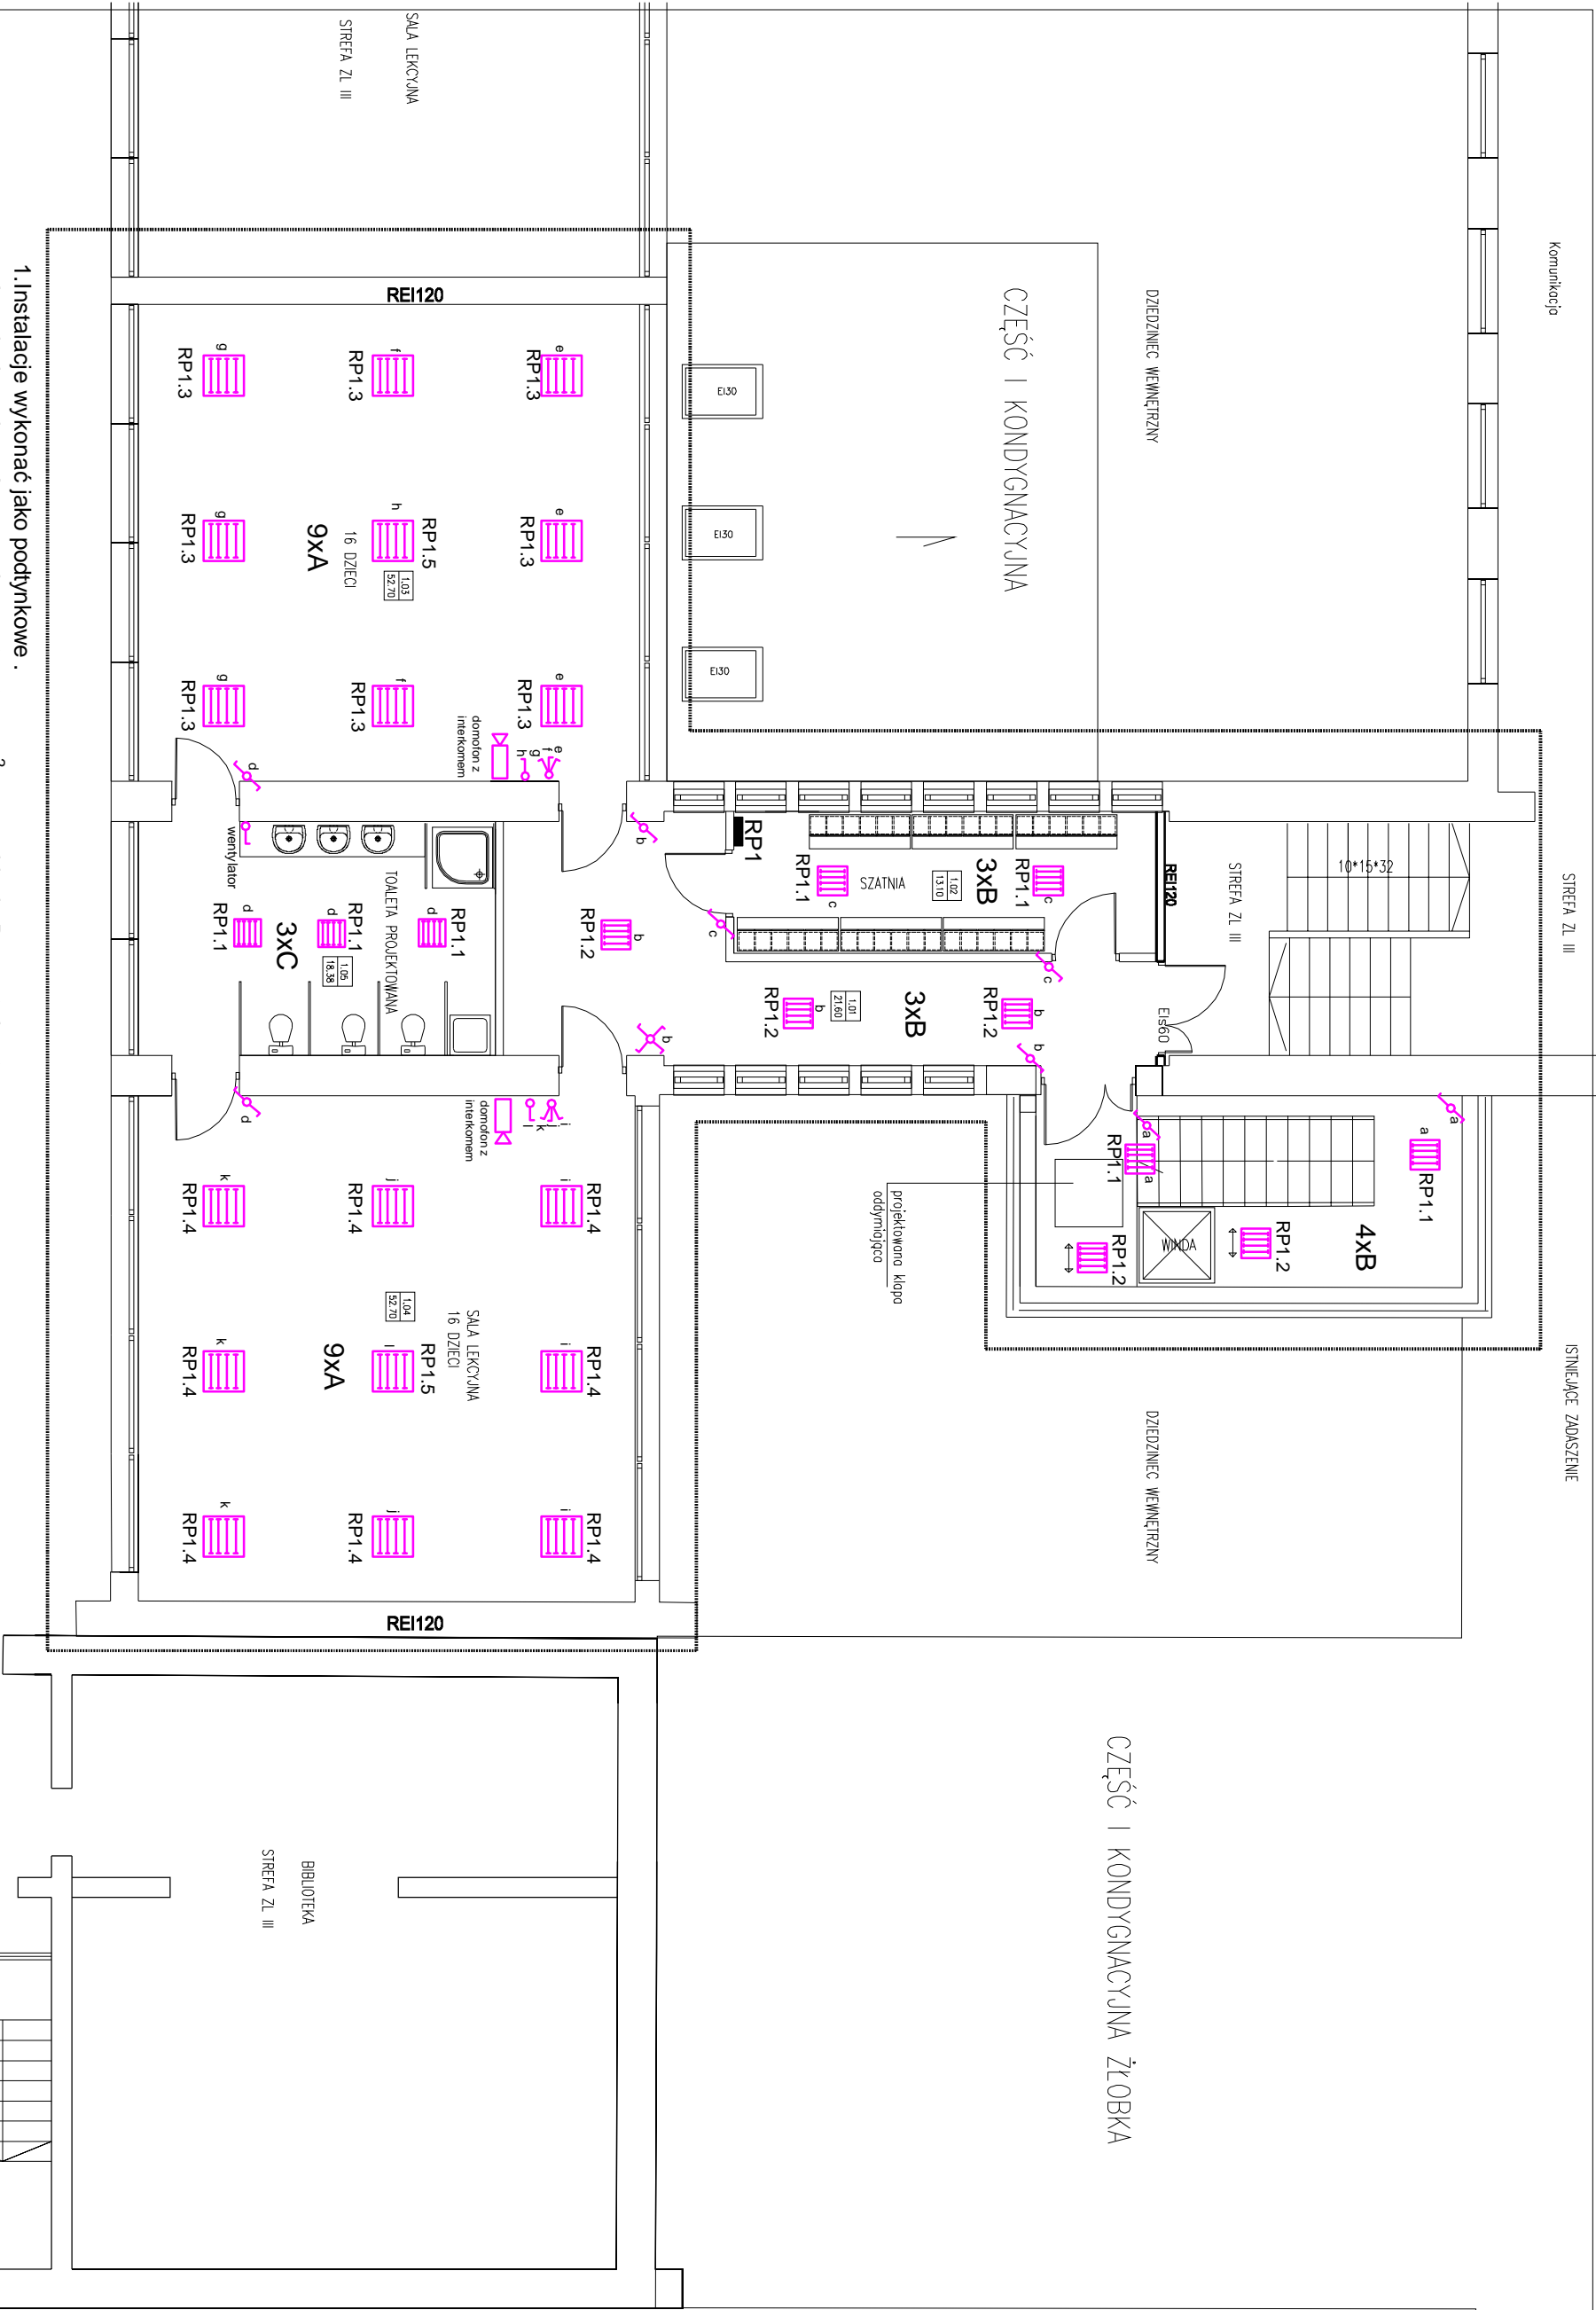 Komunikacja
STREFA ZL III
ISTNIEJĄCE ZADASZENIE
SALA LEKCYJNA
STREFA ZL III
DZIEDZINIEC WEWNĘTRZNY
CZĘŚĆ I KONDYGNACYJNA
EI30
EI30
EI30
10*15*32
STREFA ZL III
REI120
EIs60
a
a
RP1.1
a
a
RP1.1
4xB
RP1.2
RP1.2
WINDA
projektowana klapa
oddymiająca
DZIEDZINIEC WEWNĘTRZNY
CZĘŚĆ I KONDYGNACYJNA ŻŁOBKA
RP1
RP1.1
c
SZATNIA
3xB
1.02
13.10
RP1.1
c
c
c
b
RP1.2
b
3xB
1.01
21.60
RP1.2
b
b
RP1.2
b
b
REI120
e
RP1.3
e
RP1.3
e
RP1.3
f
RP1.3
h
RP1.5
1.03
52.70
16 DZIECI
9xA
f
RP1.3
g
RP1.3
g
RP1.3
g
RP1.3
e
f
g
h
domofon z
interkomem
d
wentylator
TOALETA PROJEKTOWANA
d
RP1.1
d
RP1.1
d
RP1.1
3xC
1.05
18.38
d
i
j
k
l
domofon z
interkomem
i
RP1.4
i
RP1.4
i
RP1.4
j
RP1.4
l
RP1.5
j
RP1.4
SALA LEKCYJNA
16 DZIECI
1.04
52.70
9xA
k
RP1.4
k
RP1.4
k
RP1.4
REI120
BIBLIOTEKA
STREFA ZL III
1.Instalacje wykonać jako podtynkowe .